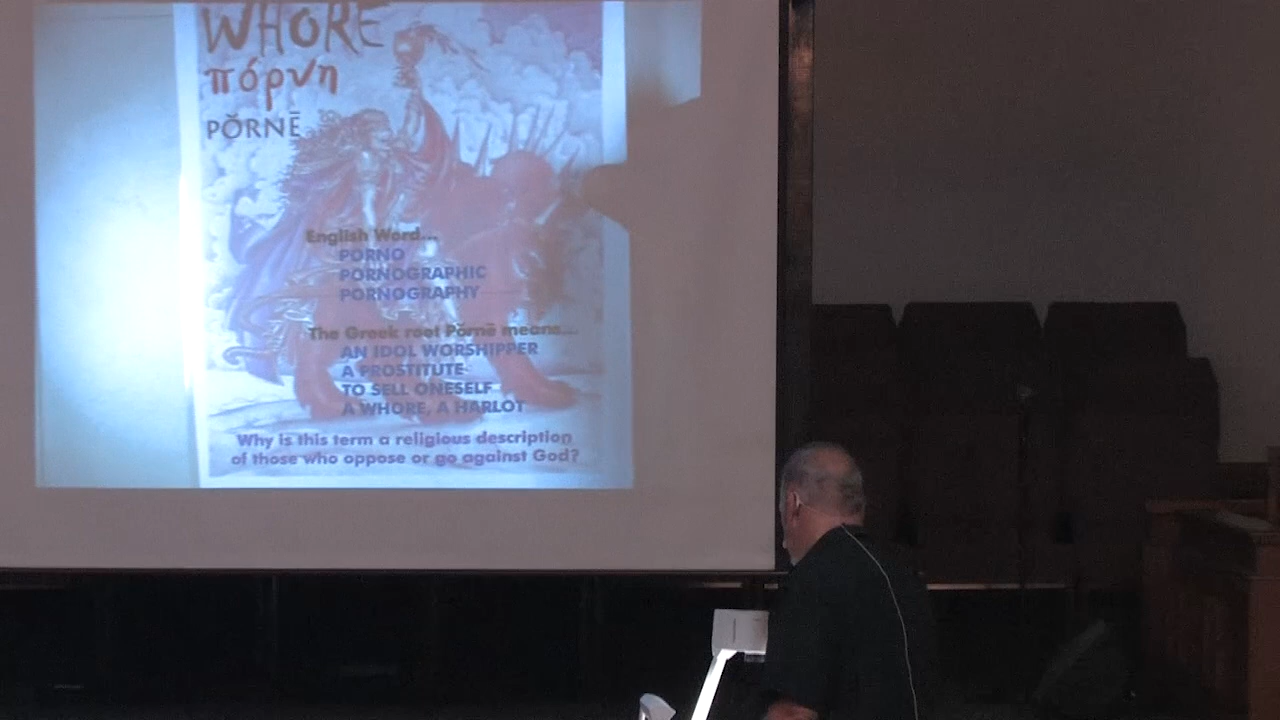 WHORE
πόρνη
PŎRNĒ
English Word...
PORNO
PORNOGRAPHIC
PORNOGRAPHY
The Greek root Pŏrnē means...
AN IDOL WORSHIPPER
A PROSTITUTE
TO SELL ONESELF
A WHORE, A HARLOT
Why is this term a religious description
of those who oppose or go against God?